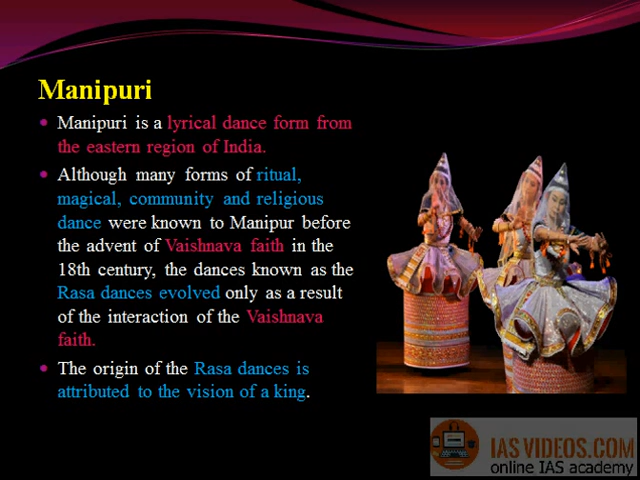 Manipuri
Manipuri is a lyrical dance form from
the eastern region of India.
Although many forms of ritual,
magical, community and religious
dance were known to Manipur before
the advent of Vaishnava faith in the
18th century, the dances known as the
Rasa dances evolved only as a result
of the interaction of the Vaishnava
faith.
The origin of the Rasa dances is
attributed to the vision of a king.
IASVIDEOS.COM
online IAS academy